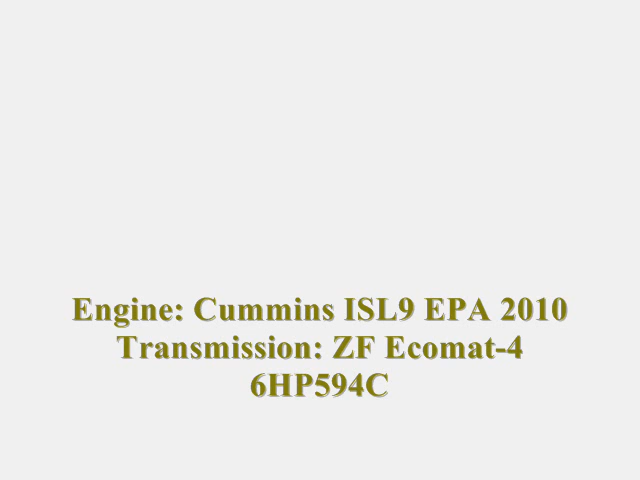 Engine: Cummins ISL9 EPA 2010
Transmission: ZF Ecomat-4
6HP594C